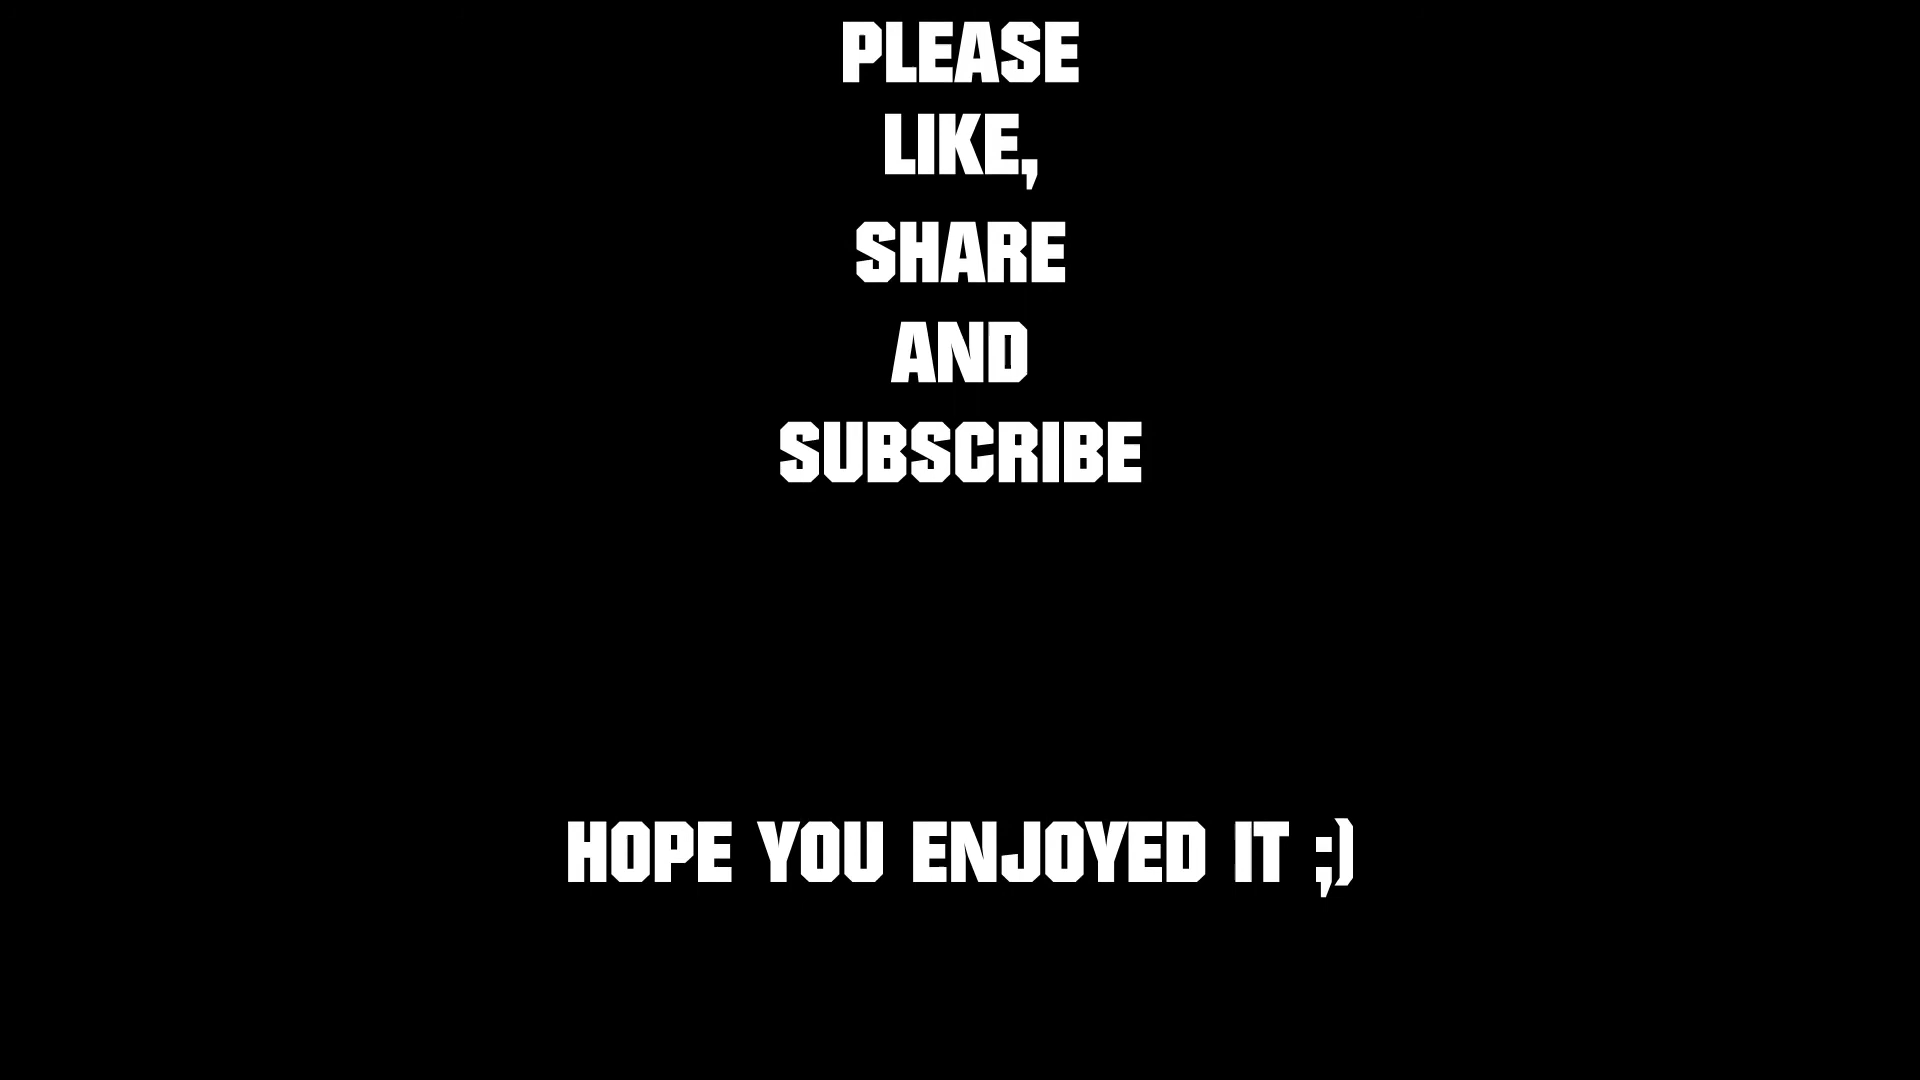 PLEASE
LIKE,
SHARE
AND
SUBSCRIBE
HOPE YOU ENJOYED IT ;)